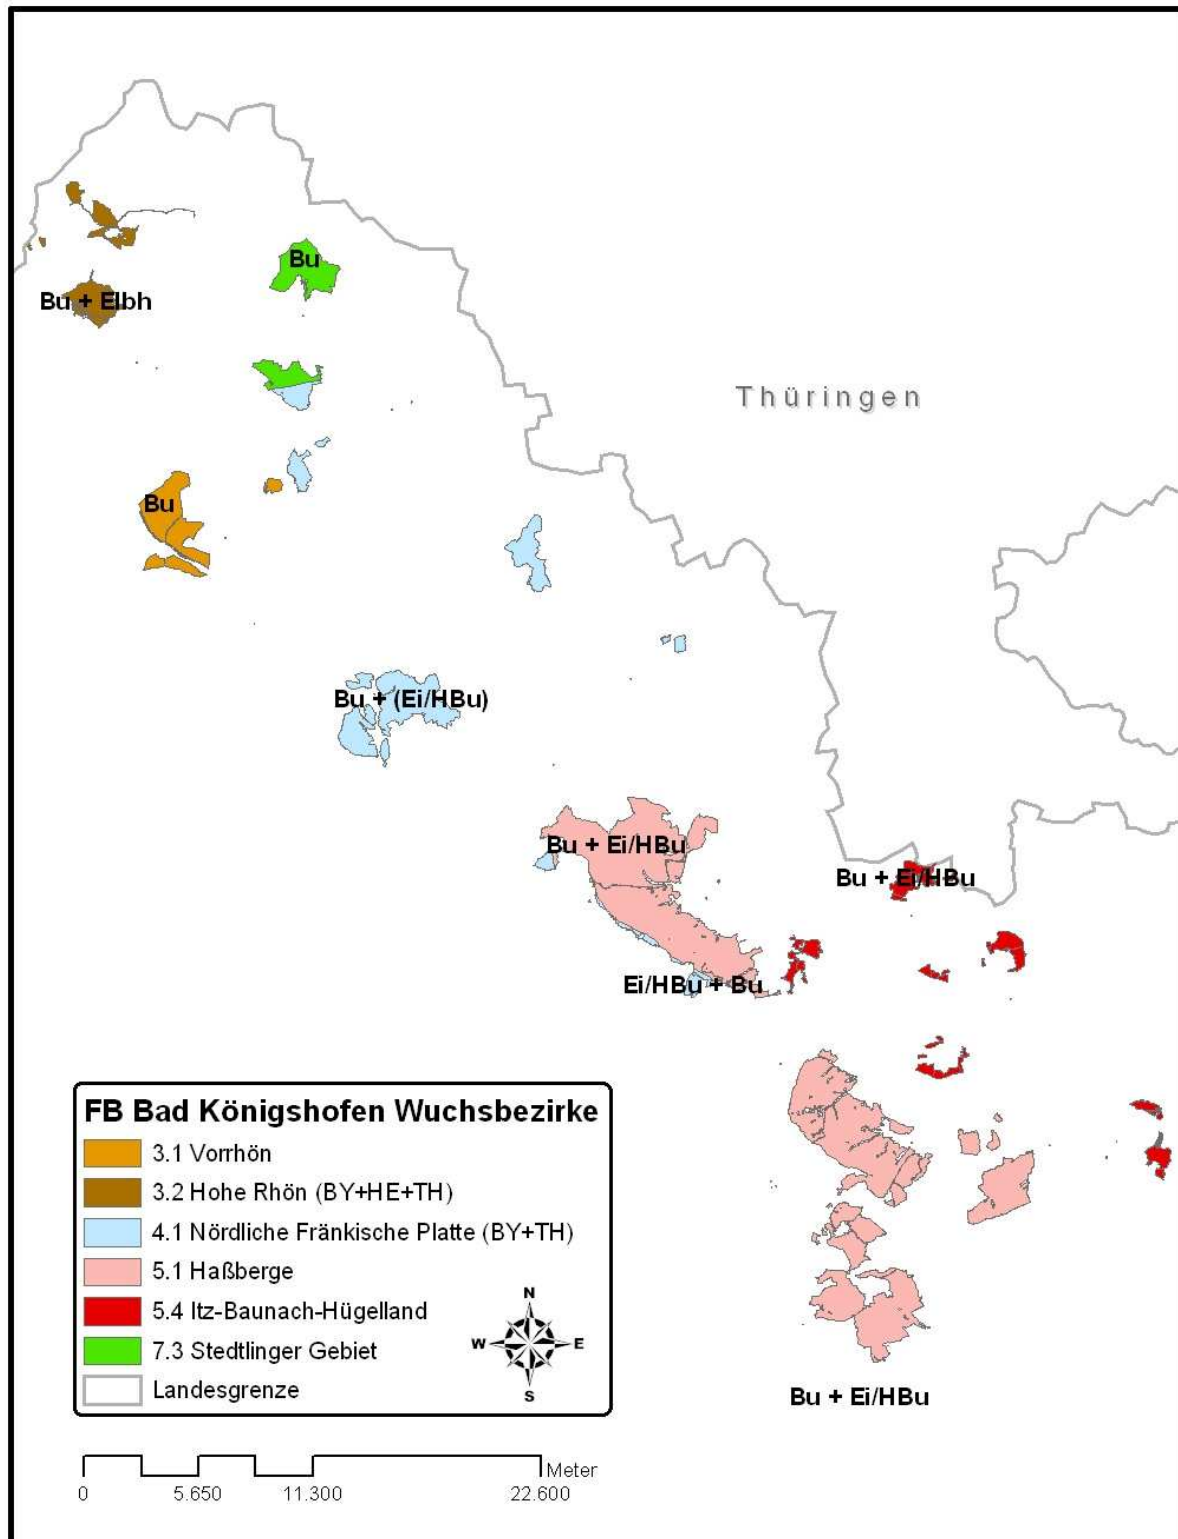 Bu
Bu + Elbh
Thüringen
Bu
Bu + (Ei/HBu)
Bu + Ei/HBu
Bu + Ei/HBu
Ei/HBu + Bu
FB Bad Königshofen Wuchsbezirke
3.1 Vorrhön
3.2 Hohe Rhön (BY+HE+TH)
4.1 Nördliche Fränkische Platte (BY+TH)
5.1 Haßberge
5.4 Itz-Baunach-Hügelland
7.3 Stedtlinger Gebiet
Landesgrenze
N
W E
S
Bu + Ei/HBu
Meter
0 5.650 11.300 22.600